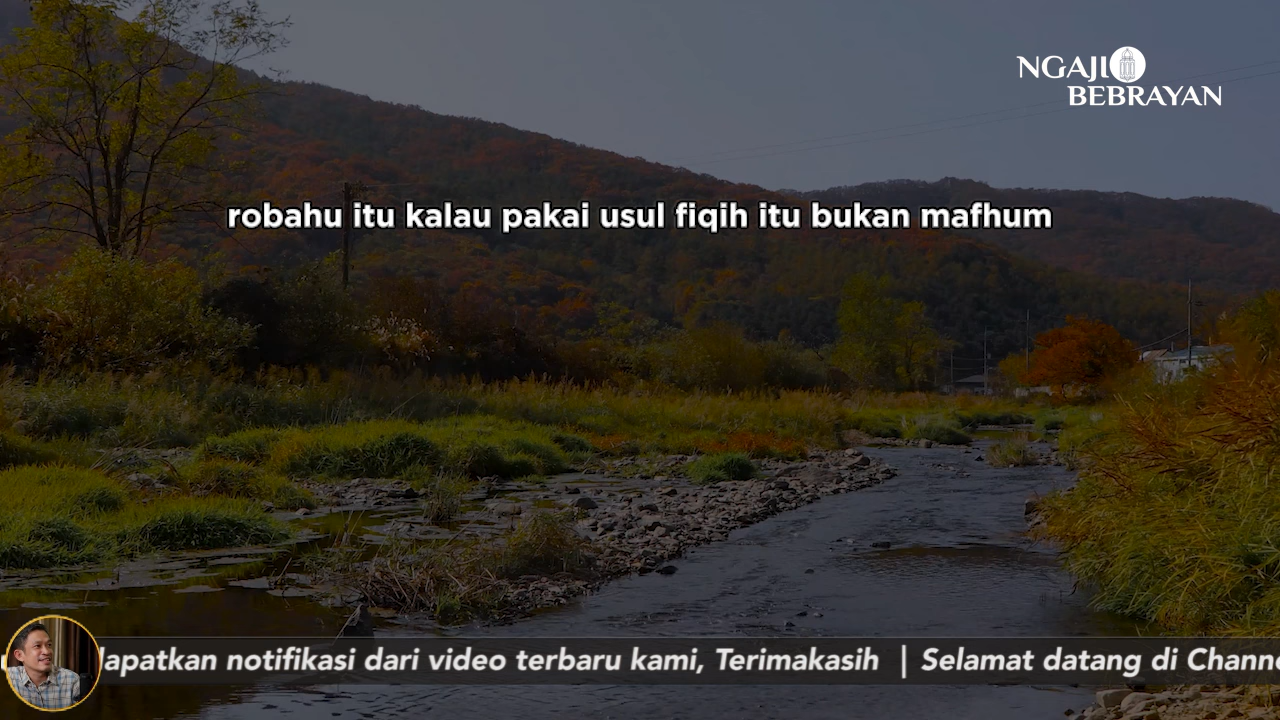 NGAJI
BEBRAYAN
robahu itu kalau pakai usul fiqih itu bukan mafhum
dapatkan notifikasi dari video terbaru kami, Terimakasih | Selamat datang di Channe